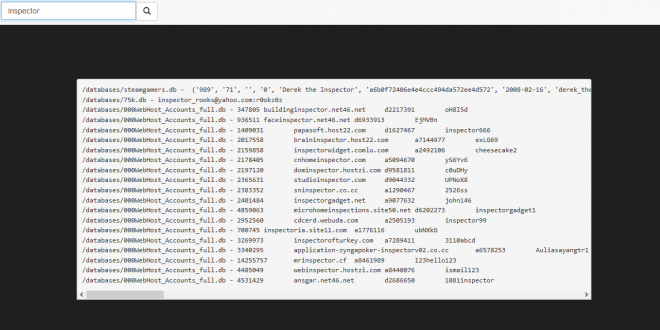 inspector
/databases/steamgamers.db - ('989', '71', '', '0', 'Derek the Inspector', 'a6b0f72406e4e4ccc494da572ee4d572', '2008-02-16', 'derek_the
/databases/75k.db - inspector_rooks@yahoo.com:r0okz0z
/databases/000WebHost_Accounts_full.db - 347805 buildinginspector.net46.net d2217391 oH8I5d
/databases/000WebHost_Accounts_full.db - 936511 faceinspector.net46.net d6933913 EjMVBn
/databases/000WebHost_Accounts_full.db - 1409031 papasoft.host22.com d1627467 inspector666
/databases/000WebHost_Accounts_full.db - 2017558 braininspector.host22.com a7144977 exLG69
/databases/000WebHost_Accounts_full.db - 2159858 inspectorwidget.comlu.com a2492106 cheesecake2
/databases/000WebHost_Accounts_full.db - 2178405 cnhomeinspector.com a5094670 yS6Yv6
/databases/000WebHost_Accounts_full.db - 2197120 dominspector.hostzi.com d9581811 c0uDHy
/databases/000WebHost_Accounts_full.db - 2365631 studioinspector.com d9044332 UPNoXE
/databases/000WebHost_Accounts_full.db - 2383352 sninspector.co.cc a1290467 2526ss
/databases/000WebHost_Accounts_full.db - 2401484 inspectorgadget.net a9077632 john146
/databases/000WebHost_Accounts_full.db - 4859063 microhomeinspections.site50.net d6202273 inspectorgadget1
/databases/000WebHost_Accounts_full.db - 2952560 cdcerd.webuda.com a2505193 inspector99
/databases/000WebHost_Accounts_full.db - 700745 inspectoria.site11.com a1776116 ubNXkG
/databases/000WebHost_Accounts_full.db - 3269973 inspectorofturkey.com a7289411 3110abcd
/databases/000WebHost_Accounts_full.db - 3340295 application-zyngapoker-inspectorv02.co.cc a6578253 Auliasayangtr1
/databases/000WebHost_Accounts_full.db - 14255757 mrinspector.cf a8461989 123hello123
/databases/000WebHost_Accounts_full.db - 4485049 webinspector.hostzi.com a8440076 ismail123
/databases/000WebHost_Accounts_full.db - 4531429 ansgar.net46.net d2686650 1081inspector